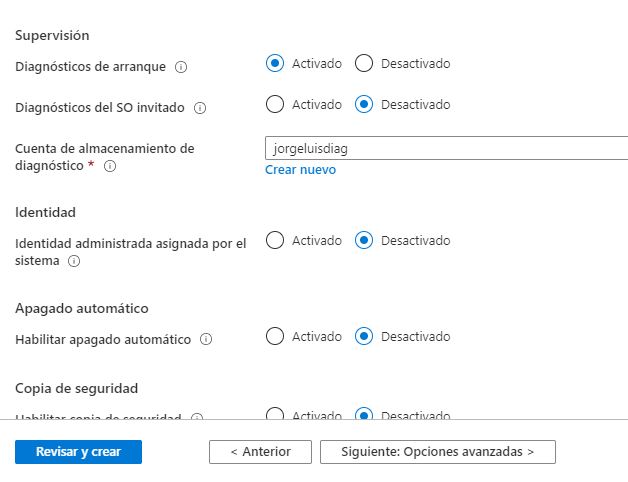 Supervisión
Diagnósticos de arranque Activado Desactivado
Diagnósticos del SO invitado Activado Desactivado
Cuenta de almacenamiento de
diagnóstico * jorgeluisdiag
Crear nuevo
Identidad
Identidad administrada asignada por el
sistema Activado Desactivado
Apagado automático
Habilitar apagado automático Activado Desactivado
Copia de seguridad
Habilitar copia de seguridad Activado Desactivado
Revisar y crear < Anterior Siguiente: Opciones avanzadas >